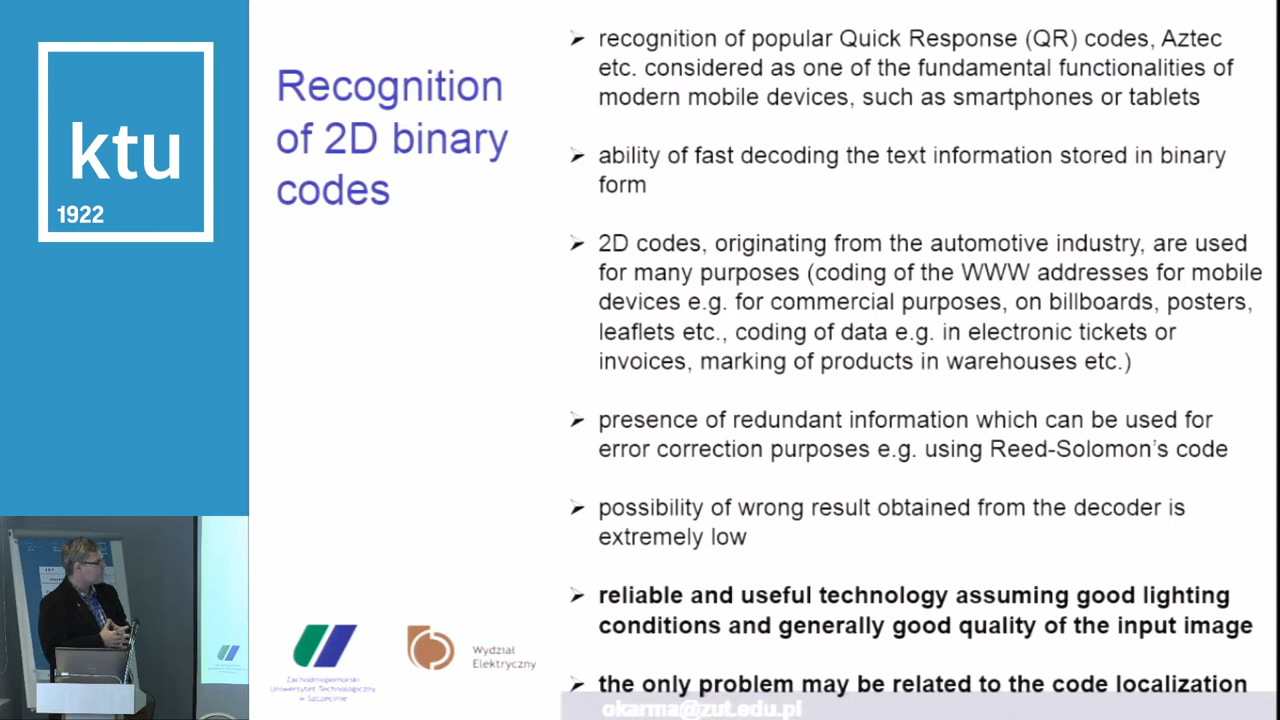 ktu
1922
Recognition
of 2D binary
codes
➢ recognition of popular Quick Response (QR) codes, Aztec
etc. considered as one of the fundamental functionalities of
modern mobile devices, such as smartphones or tablets
➢ ability of fast decoding the text information stored in binary
form
➢ 2D codes, originating from the automotive industry, are used
for many purposes (coding of the WWW addresses for mobile
devices e.g. for commercial purposes, on billboards, posters,
leaflets etc., coding of data e.g. in electronic tickets or
invoices, marking of products in warehouses etc.)
➢ presence of redundant information which can be used for
error correction purposes e.g. using Reed-Solomon’s code
➢ possibility of wrong result obtained from the decoder is
extremely low
➢ reliable and useful technology assuming good lighting
conditions and generally good quality of the input image
➢ the only problem may be related to the code localization
Zachodniopomorski
Uniwersytet Technologiczny
w Szczecinie
Wydział
Elektryczny
okarma@zut.edu.pl